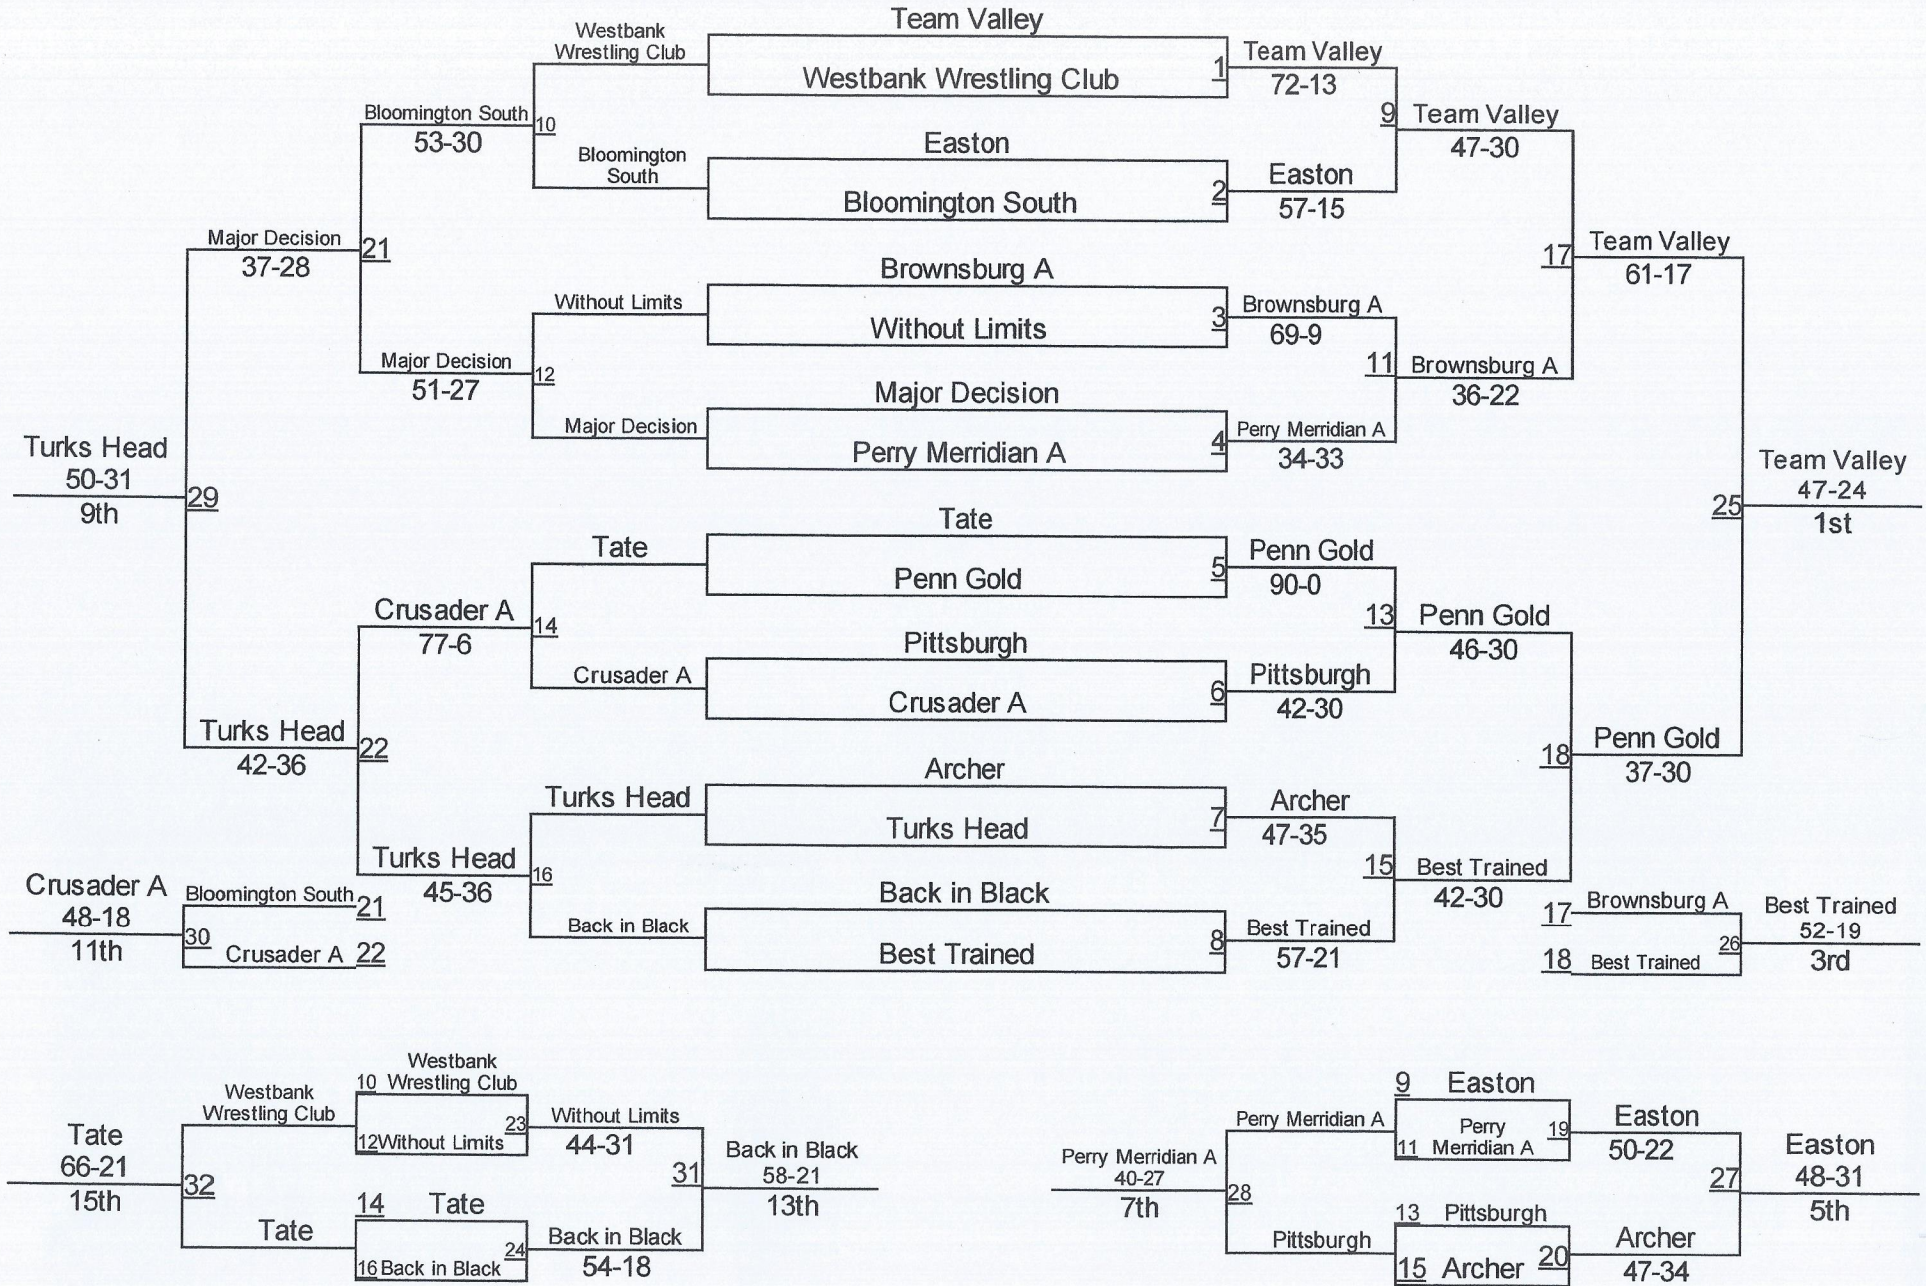 Team Valley
Westbank
Wrestling Club
Westbank Wrestling Club
1
Team Valley
72-13
Bloomington South
53-30
10
9
Team Valley
47-30
Easton
Bloomington
South
Bloomington South
2
Easton
57-15
Major Decision
37-28
21
17
Team Valley
61-17
Brownsburg A
Without Limits
Without Limits
3
Brownsburg A
69-9
Major Decision
51-27
12
11
Brownsburg A
36-22
Major Decision
Major Decision
Perry Merridian A
4
Perry Merridian A
34-33
Turks Head
50-31
9th
29
25
Team Valley
47-24
1st
Tate
Tate
Penn Gold
5
Penn Gold
90-0
Crusader A
77-6
14
13
Penn Gold
46-30
Pittsburgh
Crusader A
Crusader A
6
Pittsburgh
42-30
Turks Head
42-36
22
18
Penn Gold
37-30
Archer
Turks Head
Turks Head
7
Archer
47-35
Turks Head
45-36
16
15
Best Trained
42-30
Back in Black
Back in Black
Best Trained
8
Best Trained
57-21
Crusader A
48-18
11th
Bloomington South
21
30
Crusader A
22
17
Brownsburg A
18
Best Trained
26
Best Trained
52-19
3rd
Westbank
10 Wrestling Club
Westbank
Wrestling Club
12 Without Limits
23
Without Limits
44-31
Tate
66-21
15th
32
31
Back in Black
58-21
13th
14
Tate
Tate
16 Back in Black
24
Back in Black
54-18
9
Easton
Perry Merridian A
11
Perry
Merridian A
19
Easton
50-22
Perry Merridian A
40-27
7th
28
27
Easton
48-31
5th
13
Pittsburgh
Pittsburgh
15
Archer
20
Archer
47-34